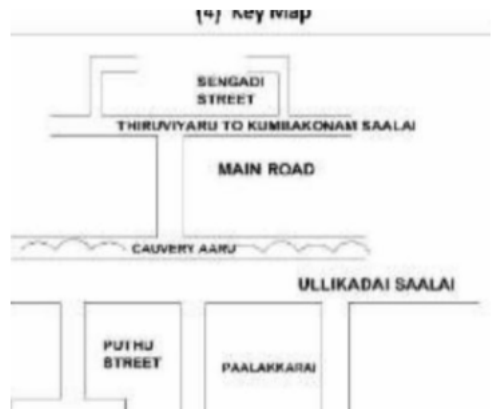 (4) Key Map
SENGADI
STREET
THIRUVIYARU TO KUMBAKONAM SAALAI
MAIN ROAD
CAUVERY AARU
ULLIKADAI SAALAI
PUTHU
STREET
PAALAKKARAI